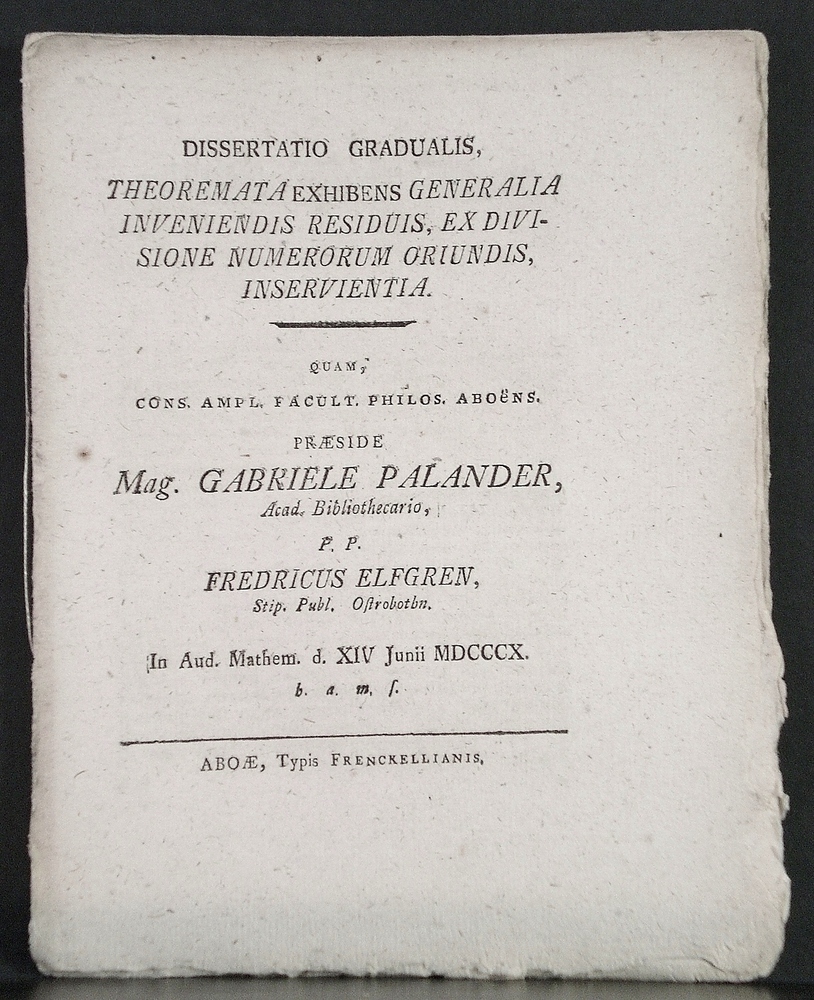 DISSERTATIO GRADUALIS,
THEOREMATA EXHIBENS GENERALIA
INVENIENDIS RESIDUIS, EX DIVI-
SIONE NUMERORUM ORIUNDIS,
INSERVIENTIA.
QUAM,
CONS. AMPL. FACULT. PHILOS. ABOËNS.
PRÆSIDE
Mag. GABRIELE PALANDER,
Acad. Bibliothecario,
P. P.
FREDRICUS ELFGREN,
Stip. Publ. Oſtrobothn.
In Aud. Mathem. d. XIV Junii MDCCCX.
h. a. m. ſ.
ABOÆ, Typis FRENCKELLIANIS.